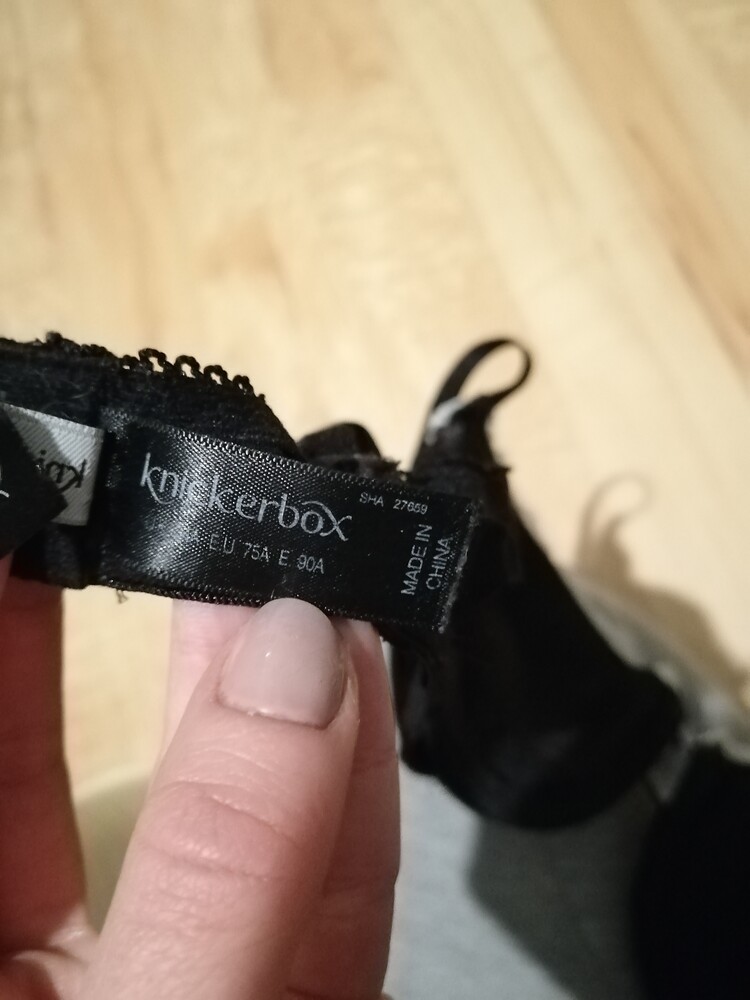 knickerbox
SHA 27659
EU 75A E 90A
MADE IN
CHINA